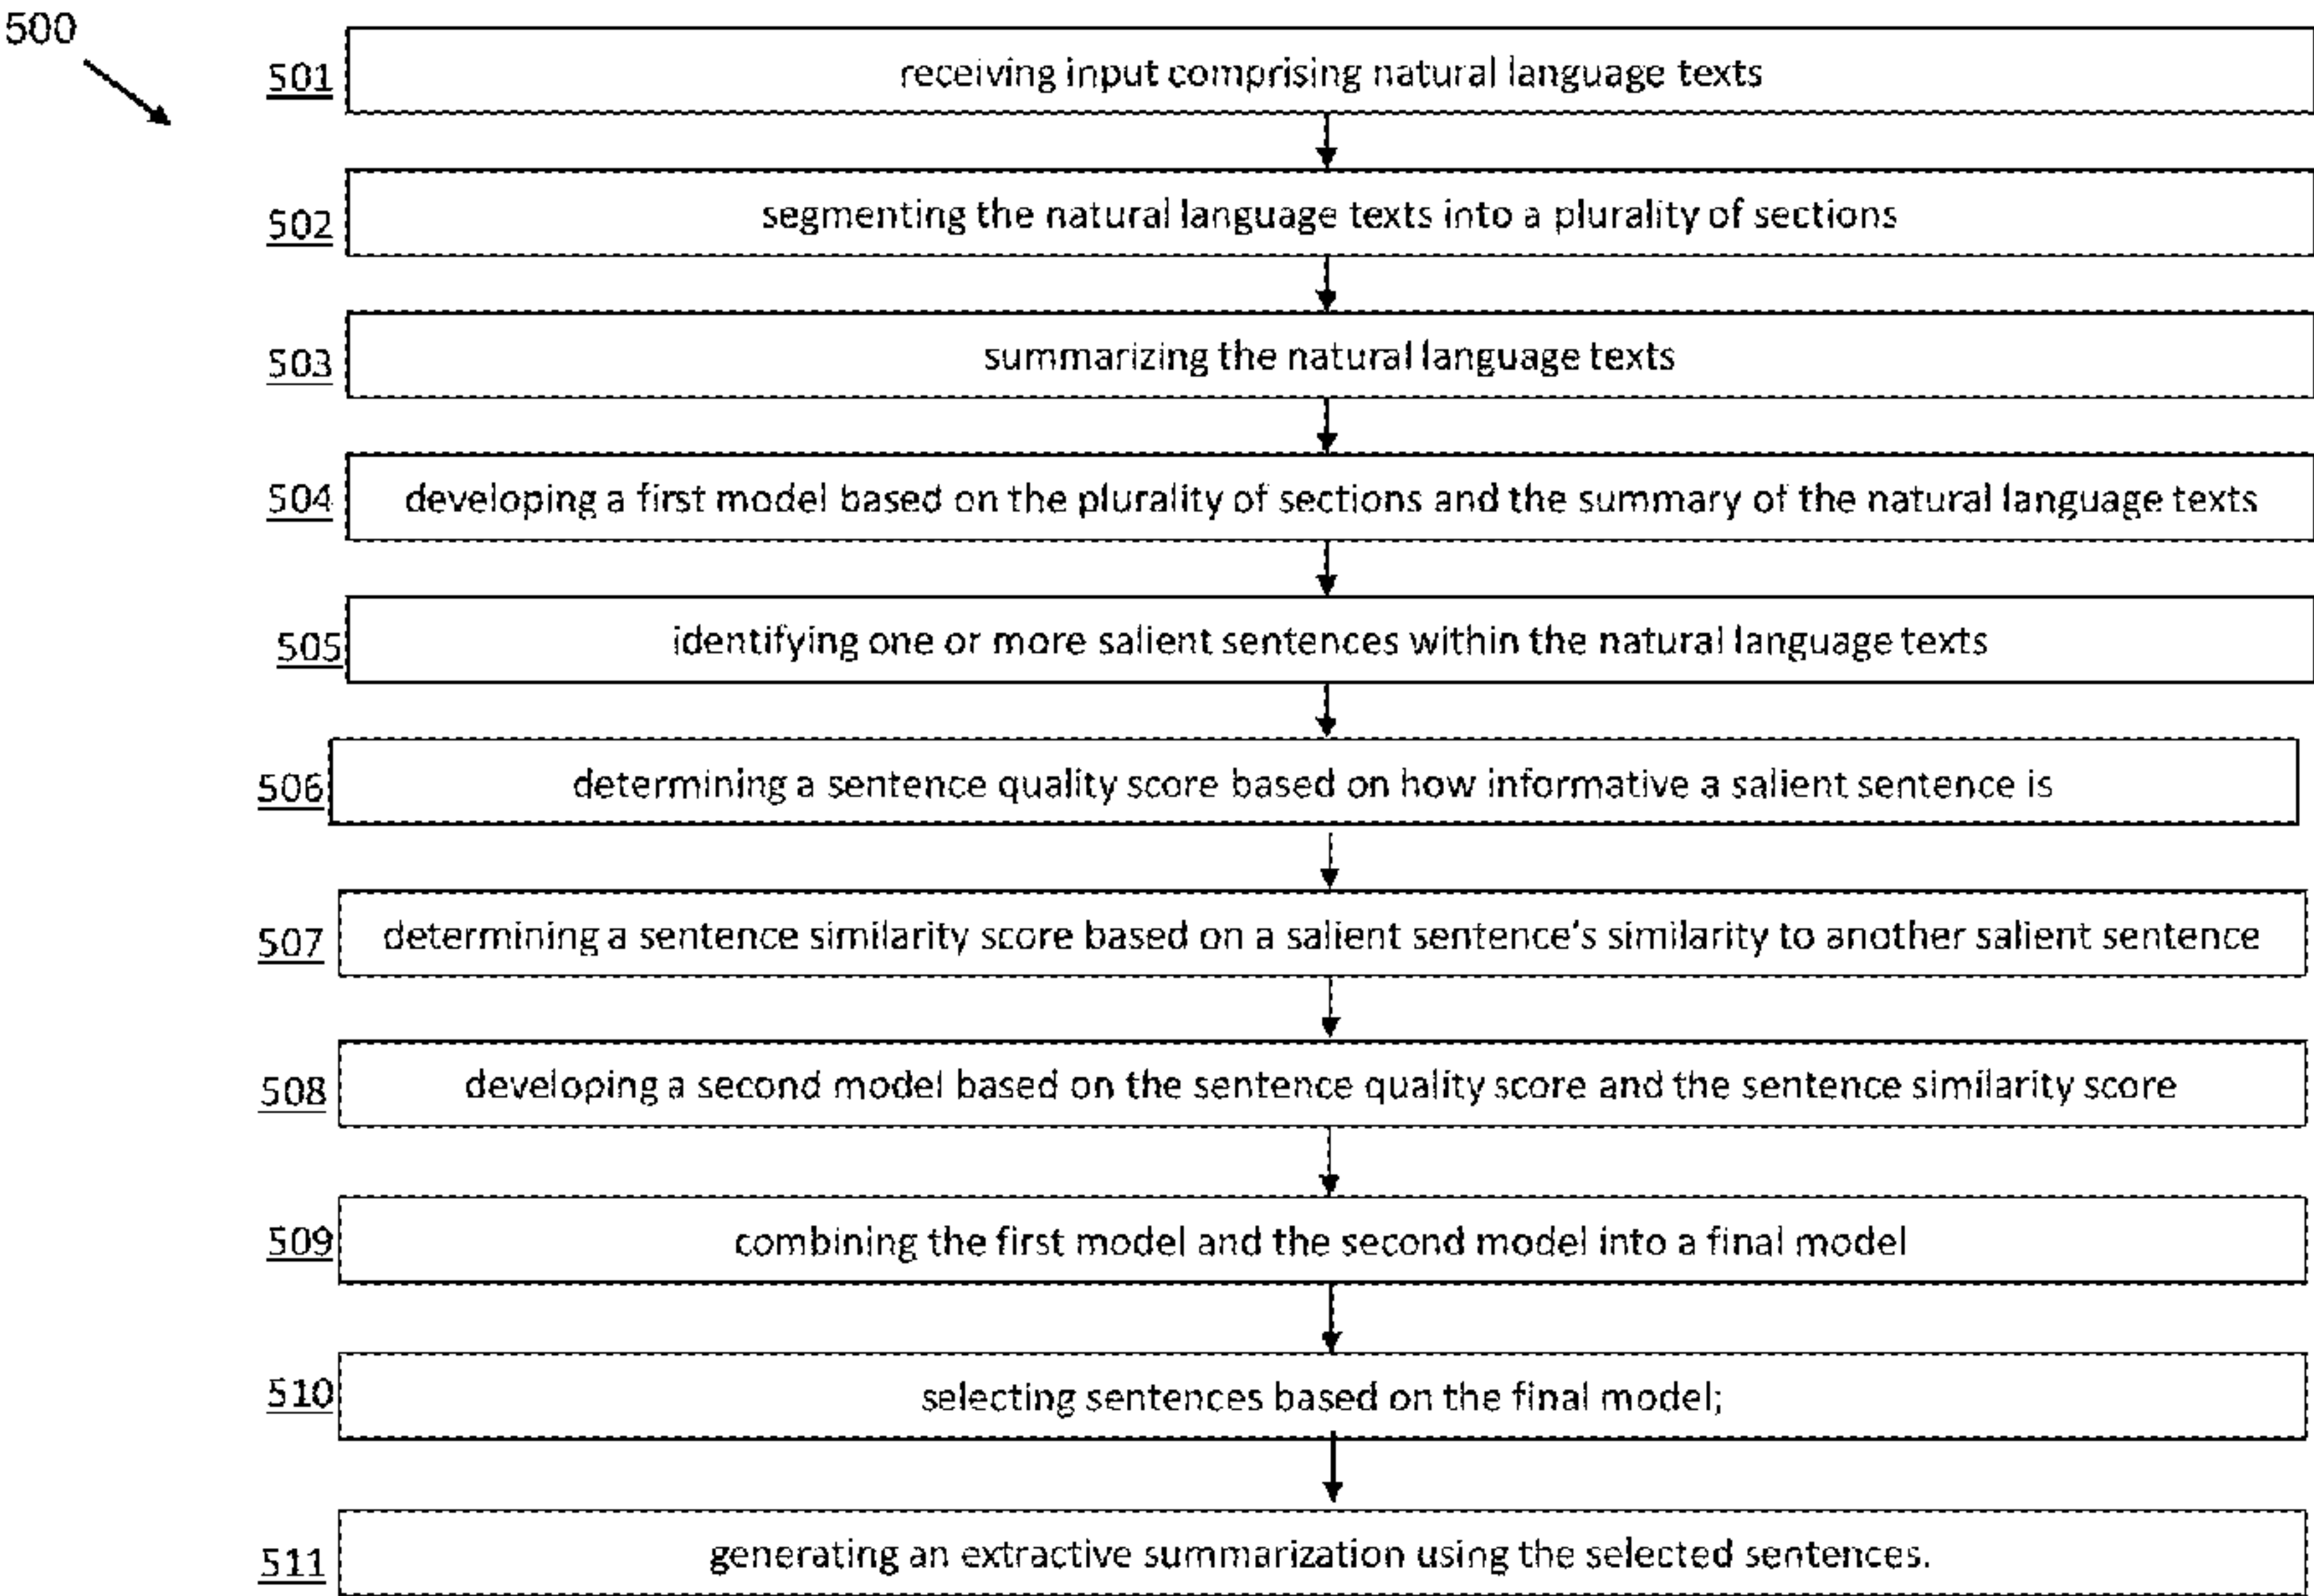 500
501 receiving input comprising natural language texts
502 segmenting the natural language texts into a plurality of sections
503 summarizing the natural language texts
504 developing a first model based on the plurality of sections and the summary of the natural language texts
505 identifying one or more salient sentences within the natural language texts
506 determining a sentence quality score based on how informative a salient sentence is
507 determining a sentence similarity score based on a salient sentence's similarity to another salient sentence
508 developing a second model based on the sentence quality score and the sentence similarity score
509 combining the first model and the second model into a final model
510 selecting sentences based on the final model;
511 generating an extractive summarization using the selected sentences.